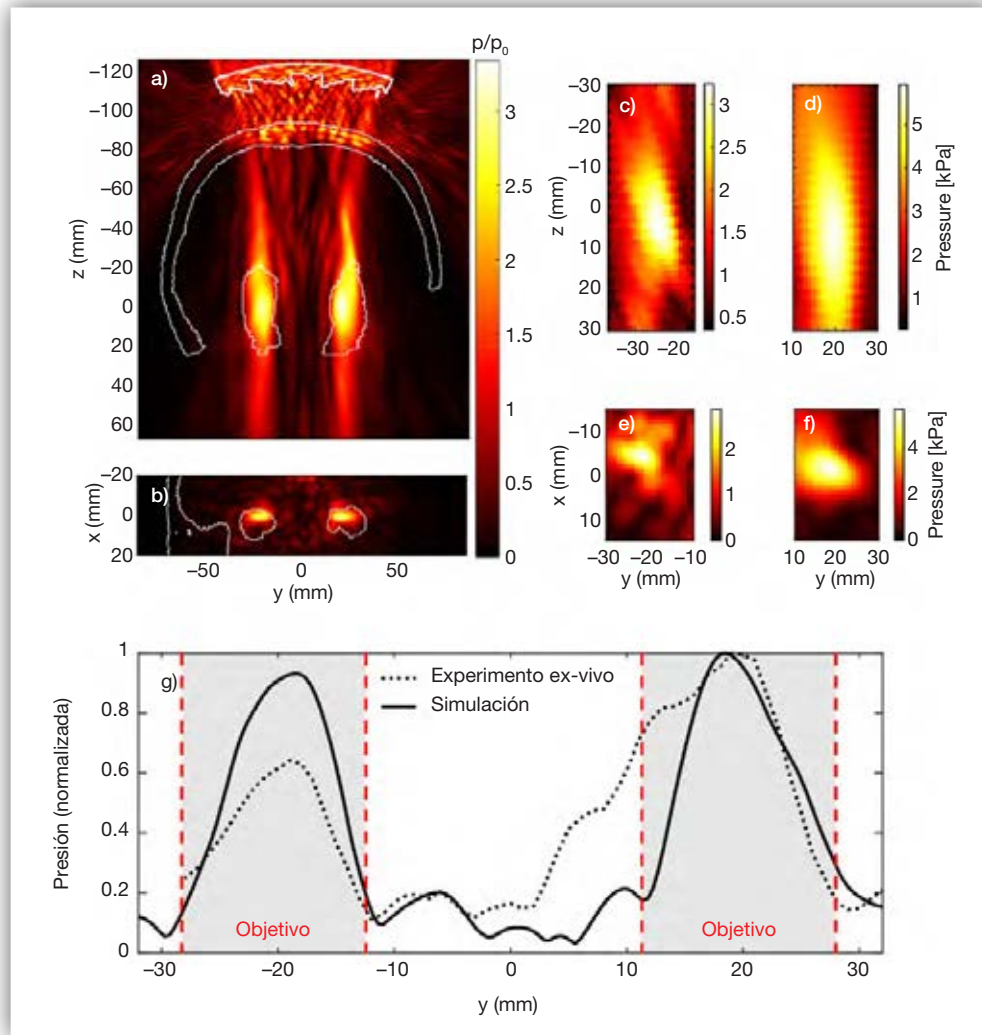 a)
p/p0
z (mm)
−120
−100
−80
−60
−40
−20
0
20
40
60
3
2.5
2
1.5
1
0.5
0
b)
x (mm)
−20
0
20
−50 0 50
y (mm)
c)
z (mm)
−30
−20
−10
0
10
20
30
−30 −20
3
2.5
2
1.5
1
0.5
d)
10 20 30
5
4
3
2
1
Pressure [kPa]
e)
x (mm)
−10
0
10
−30 −20 −10
y (mm)
2
1
0
f)
10 20 30
y (mm)
4
2
0
Pressure [kPa]
g)
Presión (normalizada)
1
0.8
0.6
0.4
0.2
0
Experimento ex-vivo
Simulación
Objetivo
Objetivo
−30 −20 −10 0 10 20 30
y (mm)